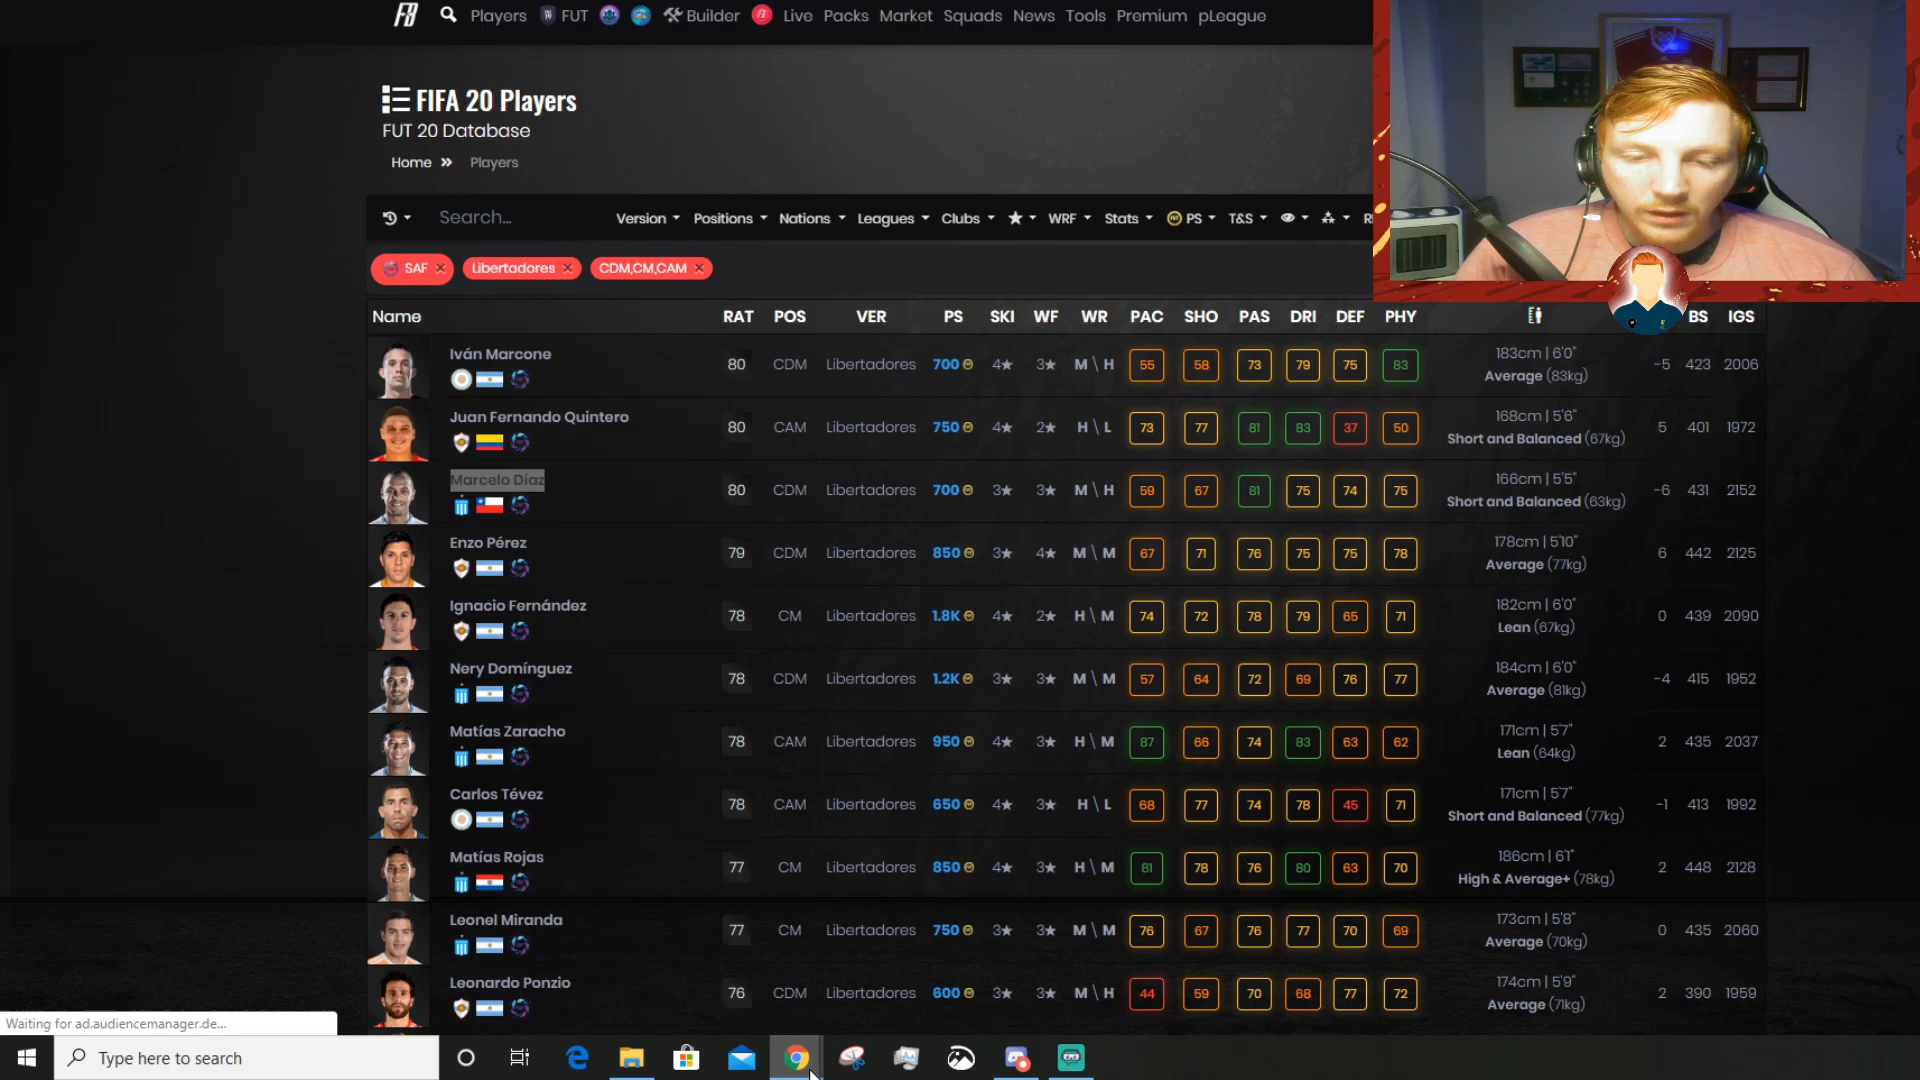 FB Players FUT Builder Live Packs Market Squads News Tools Premium pLeague
FIFA 20 Players
FUT 20 Database
Home » Players
Search... Version Positions Nations Leagues Clubs WRF Stats PS T&S
SAF × Libertadores × CDM,CM,CAM ×
Name RAT POS VER PS SKI WF WR PAC SHO PAS DRI DEF PHY BS IGS
Iván Marcone 80 CDM Libertadores 700 4★ 3★ M \ H 55 58 73 79 75 83 183cm | 6'0" Average (83kg) -5 423 2006
Juan Fernando Quintero 80 CAM Libertadores 750 4★ 2★ H \ L 73 77 81 83 37 50 168cm | 5'6" Short and Balanced (67kg) 5 401 1972
Marcelo Díaz 80 CDM Libertadores 700 3★ 3★ M \ H 59 67 81 75 74 75 166cm | 5'5" Short and Balanced (63kg) -6 431 2152
Enzo Pérez 79 CDM Libertadores 850 3★ 4★ M \ M 67 71 76 75 75 78 178cm | 5'10" Average (77kg) 6 442 2125
Ignacio Fernández 78 CM Libertadores 1.8K 4★ 2★ H \ M 74 72 78 79 65 71 182cm | 6'0" Lean (67kg) 0 439 2090
Nery Domínguez 78 CDM Libertadores 1.2K 3★ 3★ M \ M 57 64 72 69 76 77 184cm | 6'0" Average (81kg) -4 415 1952
Matías Zaracho 78 CAM Libertadores 950 4★ 3★ H \ M 87 66 74 83 63 62 171cm | 5'7" Lean (64kg) 2 435 2037
Carlos Tévez 78 CAM Libertadores 650 4★ 3★ H \ L 68 77 74 78 45 71 171cm | 5'7" Short and Balanced (77kg) -1 413 1992
Matías Rojas 77 CM Libertadores 850 4★ 3★ H \ M 81 78 76 80 63 70 186cm | 6'1" High & Average+ (78kg) 2 448 2128
Leonel Miranda 77 CM Libertadores 750 3★ 3★ M \ M 76 67 76 77 70 69 173cm | 5'8" Average (70kg) 0 435 2060
Leonardo Ponzio 76 CDM Libertadores 600 3★ 3★ M \ H 44 59 70 68 77 72 174cm | 5'9" Average (71kg) 2 390 1959
Waiting for ad.audiencemanager.de...
Type here to search